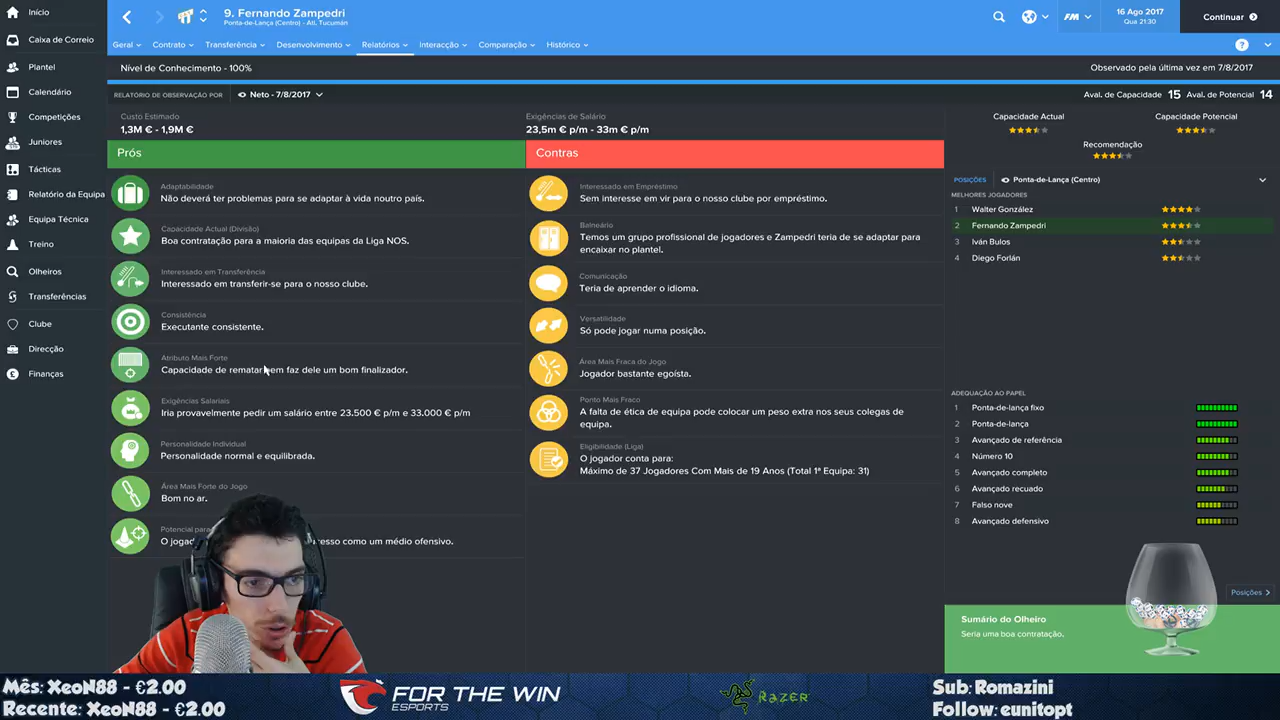 Início
Caixa de Correio
Plantel
Calendário
Competições
Juniores
Tácticas
Relatório da Equipa
Equipa Técnica
Treino
Olheiros
Transferências
Clube
Direcção
Finanças
9. Fernando Zampedri
Ponta-de-Lança (Centro) - Atl. Tucumán
FM
16 Ago 2017
Qua 21:30
Continuar
Geral
Contrato
Transferência
Desenvolvimento
Relatórios
Interacção
Comparação
Histórico
Nível de Conhecimento - 100%
Observado pela última vez em 7/8/2017
RELATÓRIO DE OBSERVAÇÃO POR
Neto - 7/8/2017
Aval. de Capacidade 15 Aval. de Potencial 14
Custo Estimado
1,3M € - 1,9M €
Exigências de Salário
23,5m € p/m - 33m € p/m
Prós
Adaptabilidade
Não deverá ter problemas para se adaptar à vida noutro país.
Capacidade Actual (Divisão)
Boa contratação para a maioria das equipas da Liga NOS.
Interessado em Transferência
Interessado em transferir-se para o nosso clube.
Consistência
Executante consistente.
Atributo Mais Forte
Capacidade de rematar bem faz dele um bom finalizador.
Exigências Salariais
Iria provavelmente pedir um salário entre 23.500 € p/m e 33.000 € p/m
Personalidade Individual
Personalidade normal e equilibrada.
Área Mais Forte do Jogo
Bom no ar.
Potencial para
O jogad
resso como um médio ofensivo.
Contras
Interessado em Empréstimo
Sem interesse em vir para o nosso clube por empréstimo.
Balneário
Temos um grupo profissional de jogadores e Zampedri teria de se adaptar para
encaixar no plantel.
Comunicação
Teria de aprender o idioma.
Versatilidade
Só pode jogar numa posição.
Área Mais Fraca do Jogo
Jogador bastante egoísta.
Ponto Mais Fraco
A falta de ética de equipa pode colocar um peso extra nos seus colegas de
equipa.
Eligibilidade (Liga)
O jogador conta para:
Máximo de 37 Jogadores Com Mais de 19 Anos (Total 1ª Equipa: 31)
Capacidade Actual
Capacidade Potencial
Recomendação
POSIÇÕES
Ponta-de-Lança (Centro)
MELHORES JOGADORES
1 Walter González
2 Fernando Zampedri
3 Iván Bulos
4 Diego Forlán
ADEQUAÇÃO AO PAPEL
1 Ponta-de-lança fixo
2 Ponta-de-lança
3 Avançado de referência
4 Número 10
5 Avançado completo
6 Avançado recuado
7 Falso nove
8 Avançado defensivo
Posições
Sumário do Olheiro
Seria uma boa contratação.
Mês: XeoN88 - €2.00
Recente: XeoN88 - €2.00
FOR THE WIN
ESPORTS
RAZER
Sub: Romazini
Follow: eunitopt